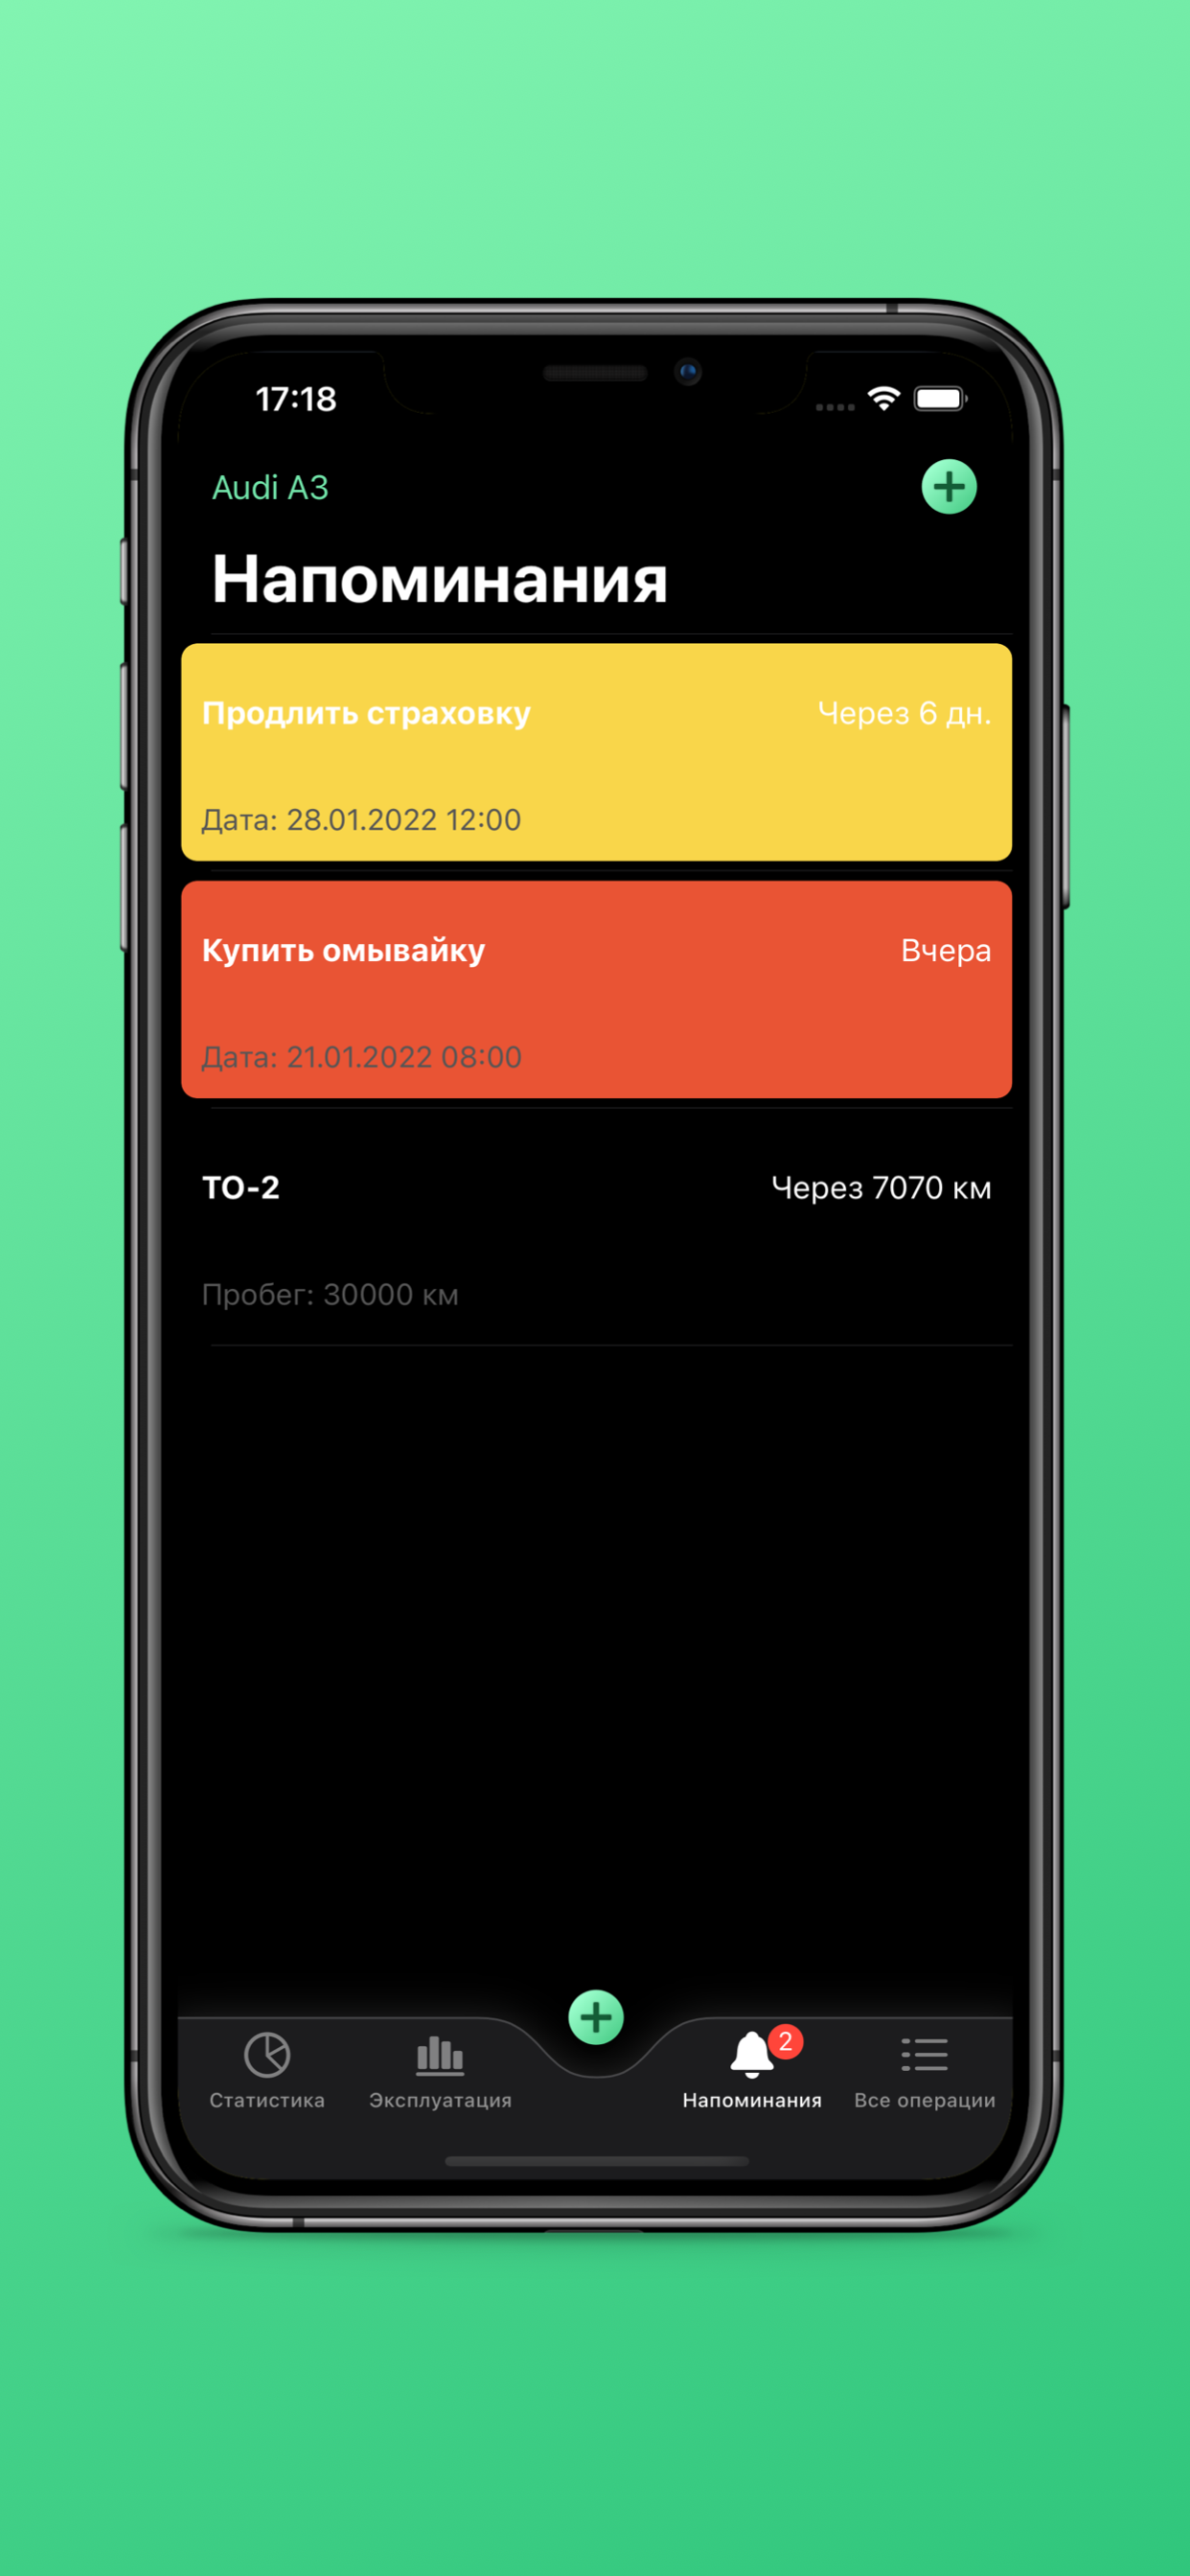 17:18
Audi A3
Напоминания
Продлить страховку
Через 6 дн.
Дата: 28.01.2022 12:00
Купить омывайку
Вчера
Дата: 21.01.2022 08:00
ТО-2
Через 7070 км
Пробег: 30000 км
2
Статистика
Эксплуатация
Напоминания
Все операции